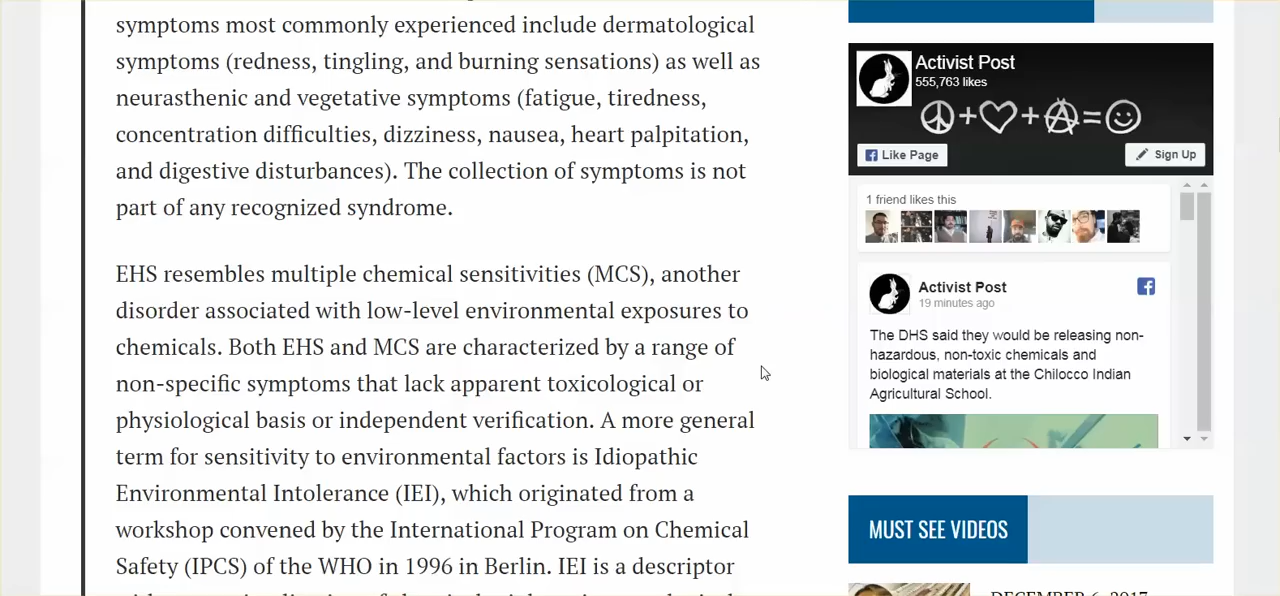 symptoms most commonly experienced include dermatological
symptoms (redness, tingling, and burning sensations) as well as
neurasthenic and vegetative symptoms (fatigue, tiredness,
concentration difficulties, dizziness, nausea, heart palpitation,
and digestive disturbances). The collection of symptoms is not
part of any recognized syndrome.
EHS resembles multiple chemical sensitivities (MCS), another
disorder associated with low-level environmental exposures to
chemicals. Both EHS and MCS are characterized by a range of
non-specific symptoms that lack apparent toxicological or
physiological basis or independent verification. A more general
term for sensitivity to environmental factors is Idiopathic
Environmental Intolerance (IEI), which originated from a
workshop convened by the International Program on Chemical
Safety (IPCS) of the WHO in 1996 in Berlin. IEI is a descriptor
Activist Post
555,763 likes
Like Page
Sign Up
1 friend likes this
Activist Post
19 minutes ago
The DHS said they would be releasing non-
hazardous, non-toxic chemicals and
biological materials at the Chilocco Indian
Agricultural School.
MUST SEE VIDEOS
DECEMBER 6, 2017